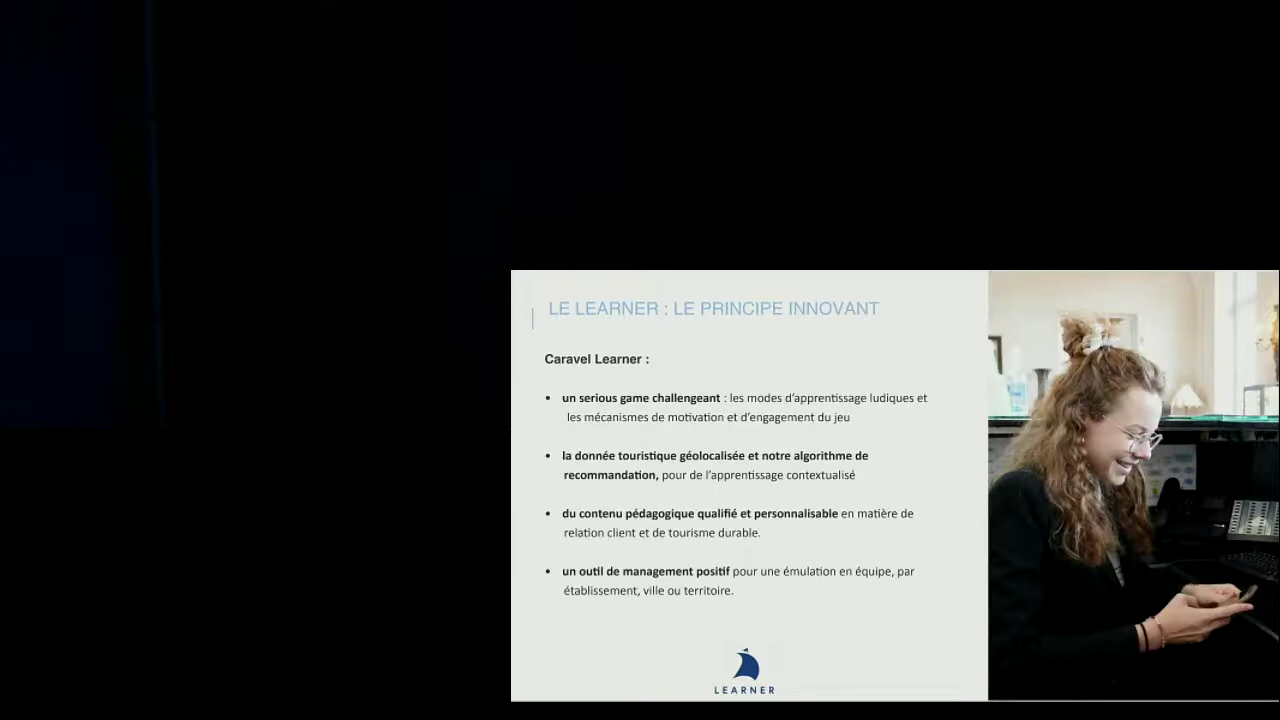 LE LEARNER : LE PRINCIPE INNOVANT
Caravel Learner :
• un serious game challengeant : les modes d’apprentissage ludiques et
les mécanismes de motivation et d’engagement du jeu
• la donnée touristique géolocalisée et notre algorithme de
recommandation, pour de l’apprentissage contextualisé
• du contenu pédagogique qualifié et personnalisable en matière de
relation client et de tourisme durable.
• un outil de management positif pour une émulation en équipe, par
établissement, ville ou territoire.
LEARNER